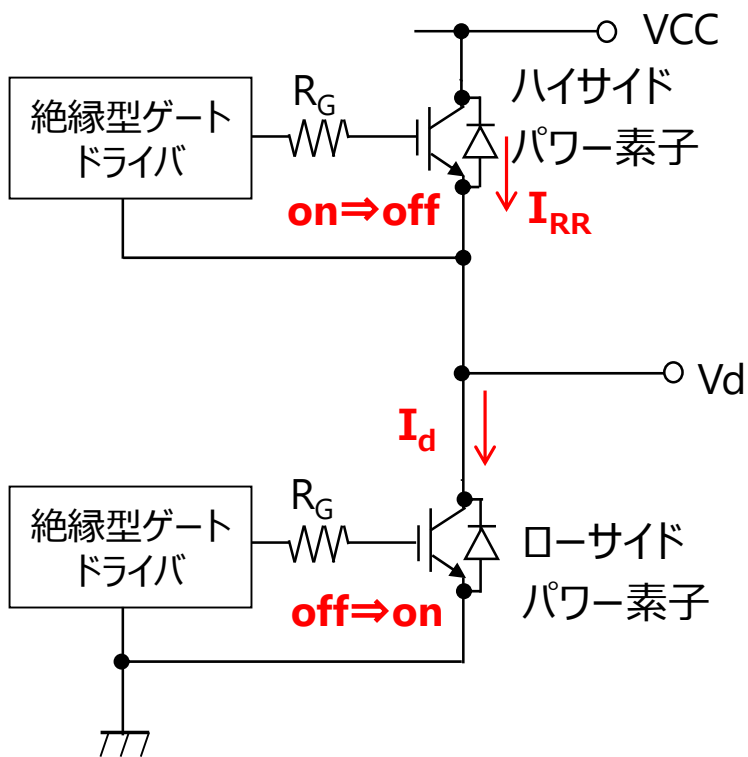 VCC
ハイサイド
パワー素子
絶縁型ゲート
ドライバ
RG
on⇒off
IRR
Vd
Id
絶縁型ゲート
ドライバ
RG
ローサイド
パワー素子
off⇒on